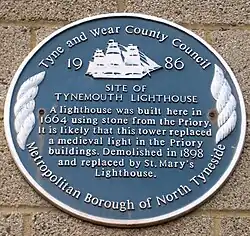 Tyne and Wear County Council
1986
SITE OF
TYNEMOUTH LIGHTHOUSE
A lighthouse was built here in
1664 using stone from the Priory.
It is likely that this tower replaced
a medieval light in the Priory
buildings. Demolished in 1898
and replaced by St. Mary's
Lighthouse.
Metropolitan Borough of North Tyneside